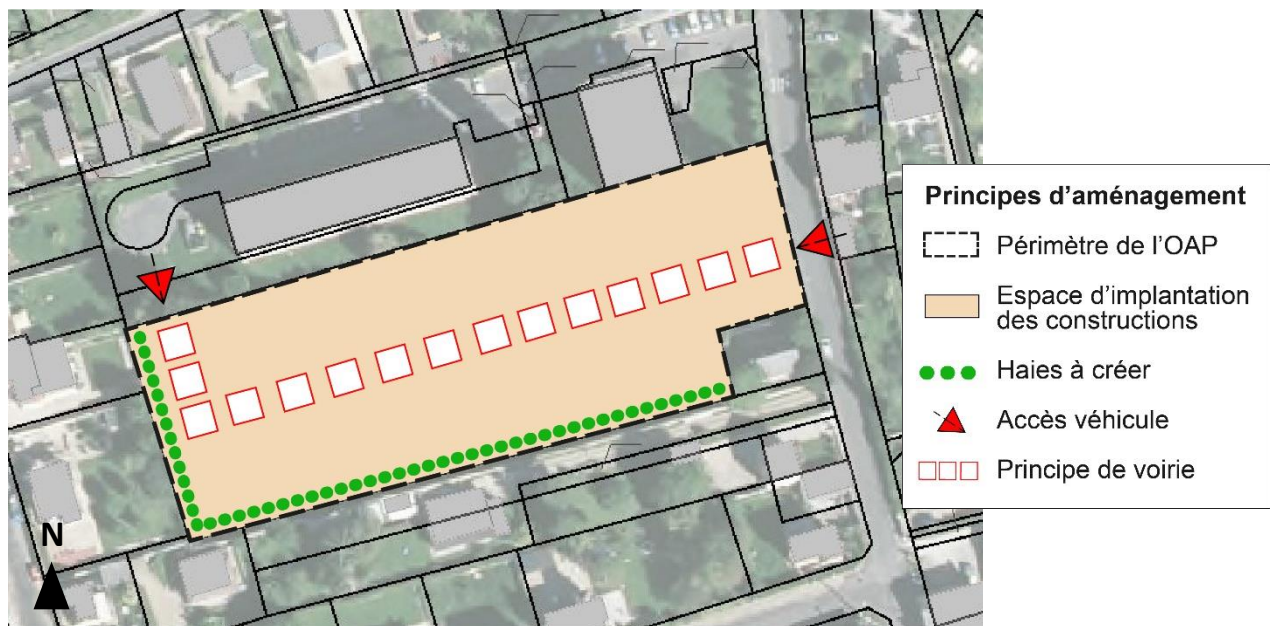 Principes d'aménagement
Périmètre de l'OAP
Espace d'implantation
des constructions
Haies à créer
Accès véhicule
Principe de voirie
N